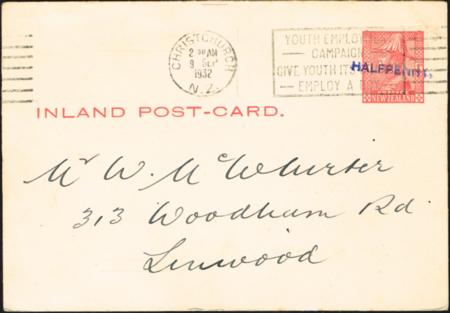 CHRISTCHURCH
2 30 AM
9 SEP
1932
N.Z.
YOUTH EMPLOY
CAMPAIGN
GIVE YOUTH ITS
EMPLOY A
HALFPENNY.
NEW ZEALAND
INLAND POST-CARD.
Mr W. McWhirter
313 Woodham Rd.
Linwood